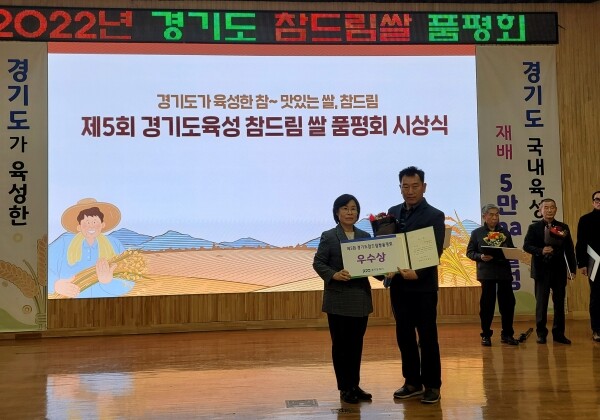 2022년 경기도 참드림쌀 품평회
경기도가 육성한 참~ 맛있는 쌀, 참드림
제5회 경기도육성 참드림 쌀 품평회 시상식
경기도가 육성한
경기도 국내육성
재배 5만ha
우수상